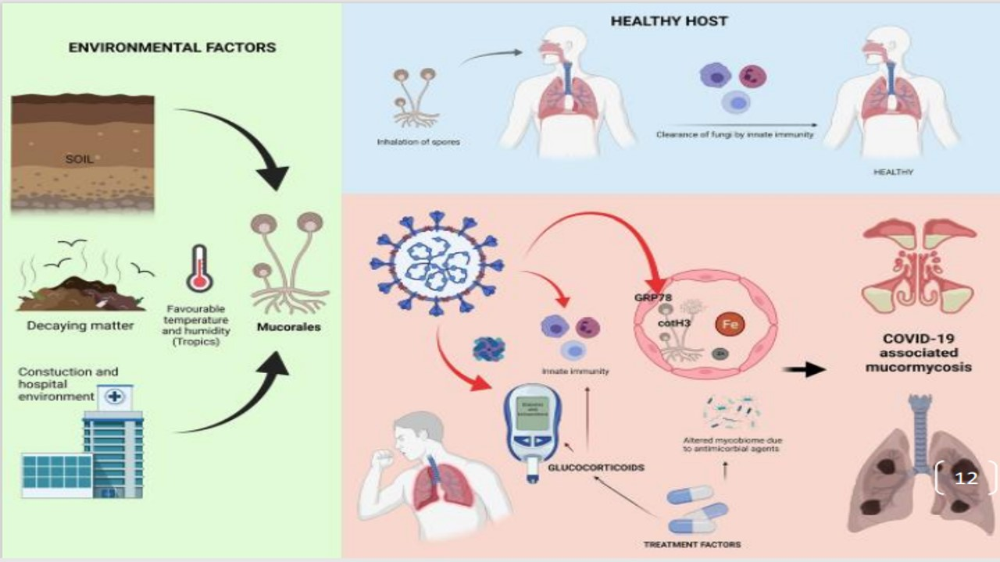 ENVIRONMENTAL FACTORS
SOIL
Decaying matter
Favourable
temperature
and humidity
(Tropics)
Mucorales
Constuction and
hospital
environment
HEALTHY HOST
Inhalation of spores
Clearance of fungi by innate immunity
HEALTHY
GRP78
cotH3
Fe
Innate immunity
Diabetes
and
GLUCOCORTICOIDS
Altered mycobiome due
to antimicorbial agents
TREATMENT FACTORS
COVID-19
associated
mucormycosis
12